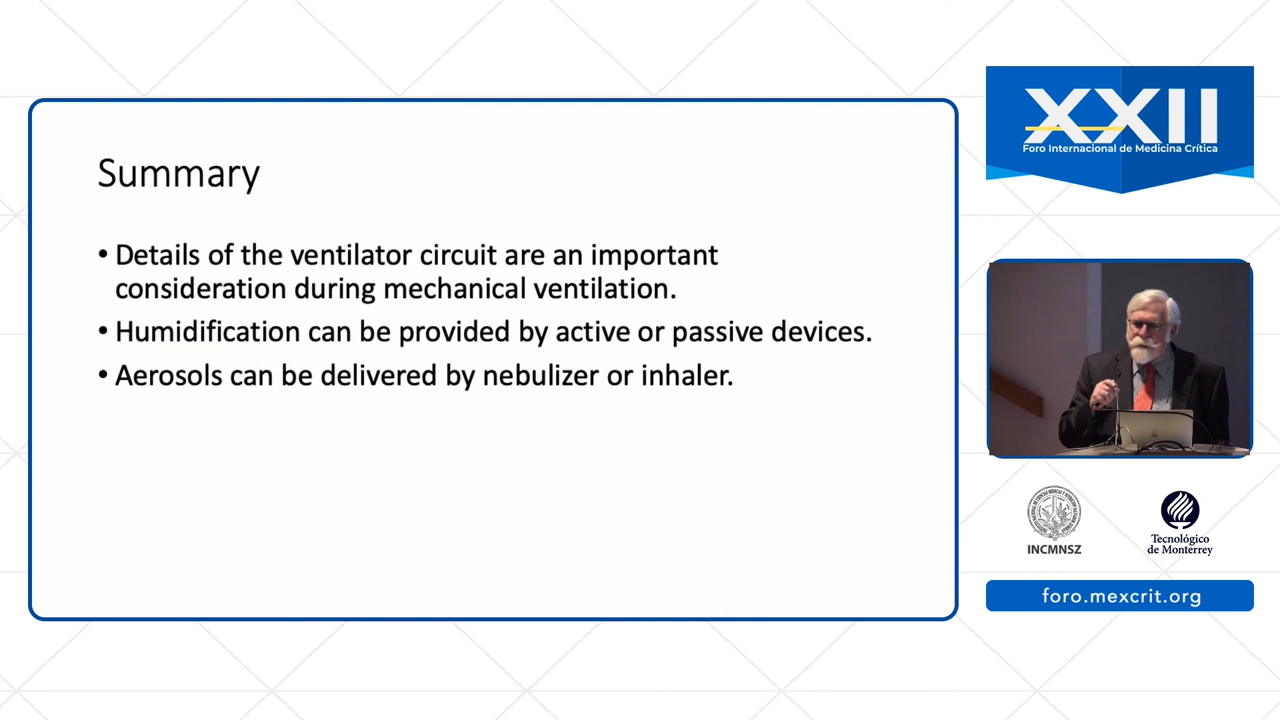 Summary
• Details of the ventilator circuit are an important
consideration during mechanical ventilation.
• Humidification can be provided by active or passive devices.
• Aerosols can be delivered by nebulizer or inhaler.
XXII
Foro Internacional de Medicina Crítica
INCMNSZ
Tecnológico
de Monterrey
foro.mexcrit.org